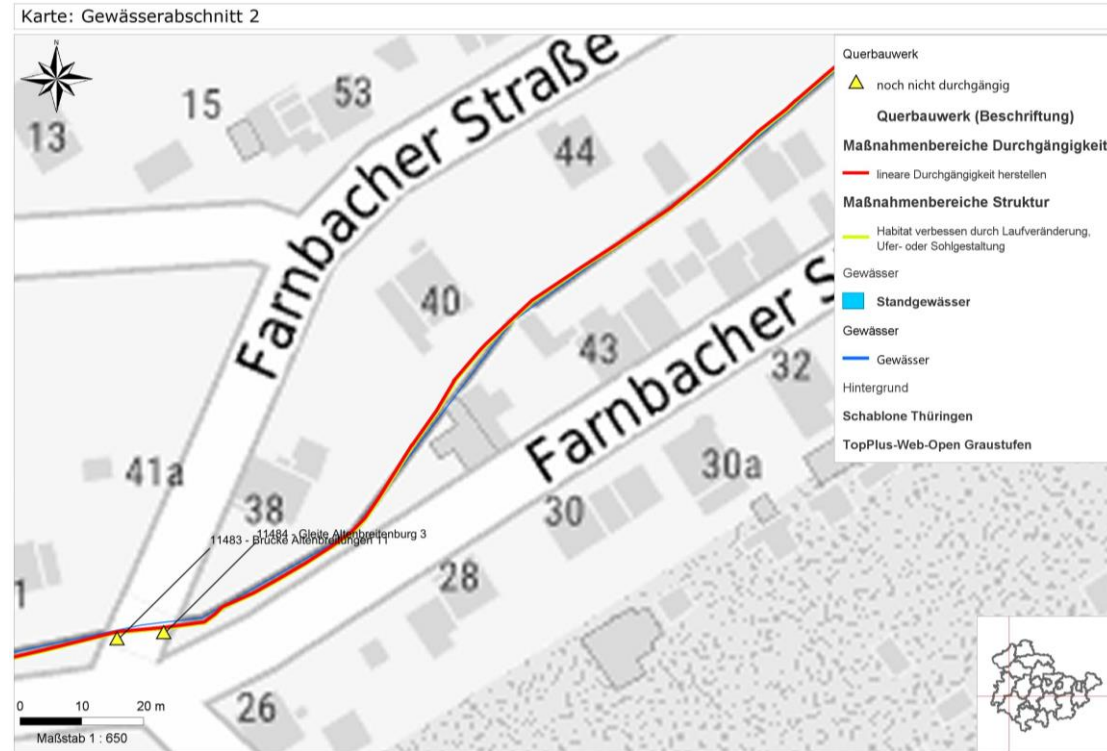 Karte: Gewässerabschnitt 2
N
Querbauwerk
noch nicht durchgängig
Querbauwerk (Beschriftung)
Maßnahmenbereiche Durchgängigkeit
lineare Durchgängigkeit herstellen
Maßnahmenbereiche Struktur
Habitat verbessen durch Laufveränderung,
Ufer- oder Sohlgestaltung
Gewässer
Standgewässer
Gewässer
Gewässer
Hintergrund
Schablone Thüringen
TopPlus-Web-Open Graustufen
13
15
53
Farnbacher Straße
44
40
43
Farnbacher S
32
41a
38
30a
30
11484 - Gleite Altenbreitenburg 3
11483 - Brücke Altenbreitungen 11
1
28
26
0 10 20 m
Maßstab 1 : 650